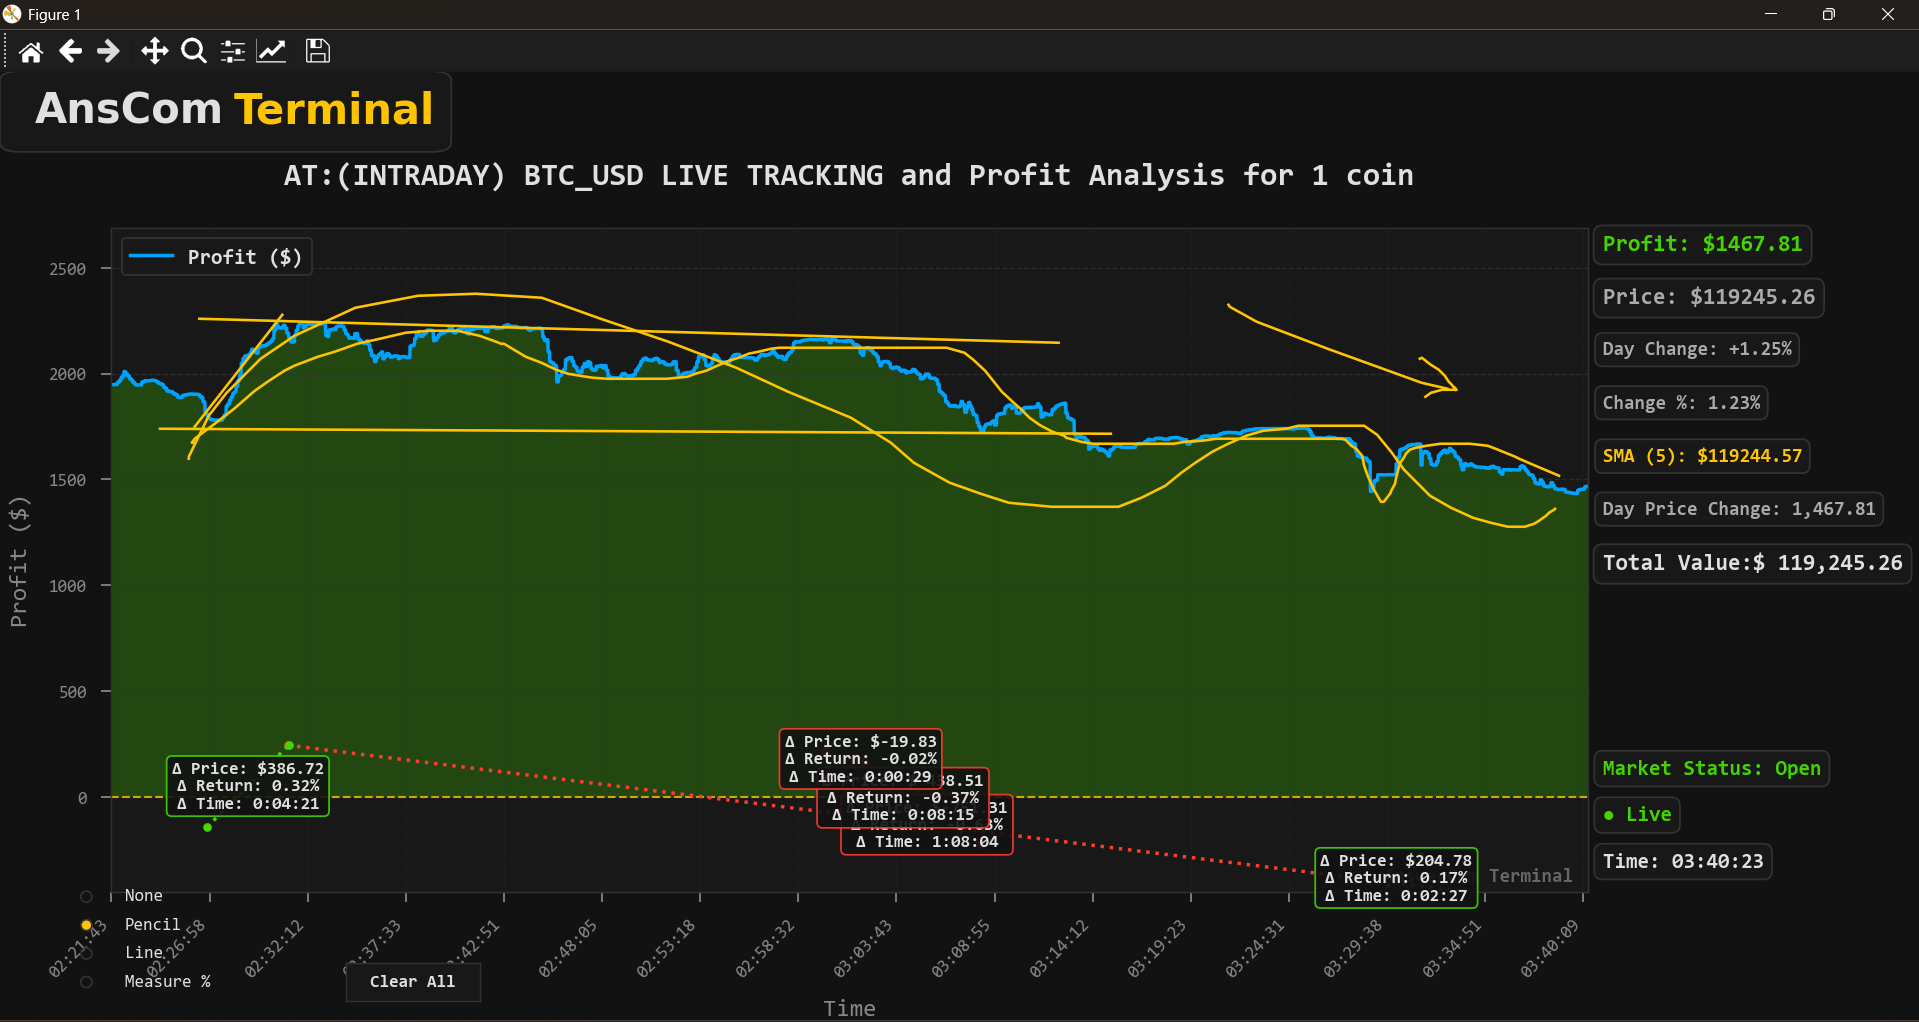 Figure 1
AnsCom Terminal
AT:(INTRADAY) BTC_USD LIVE TRACKING and Profit Analysis for 1 coin
Profit ($)
2500
2000
1500
1000
500
0
Profit ($)
Profit: $1467.81
Price: $119245.26
Day Change: +1.25%
Change %: 1.23%
SMA (5): $119244.57
Day Price Change: 1,467.81
Total Value:$ 119,245.26
Market Status: Open
● Live
Time: 03:40:23
Δ Price: $386.72
Δ Return: 0.32%
Δ Time: 0:04:21
Δ Price: $-19.83
Δ Return: -0.02%
Δ Time: 0:00:29
38.51
Δ Return: -0.37%
Δ Time: 0:08:15
.31
Δ Time: 1:08:04
Δ Price: $204.78
Δ Return: 0.17%
Δ Time: 0:02:27
Terminal
None
Pencil
Line
Measure %
Clear All
02:21:43
02:26:58
02:32:12
:37:33
:42:51
02:48:05
02:53:18
02:58:32
03:03:43
03:08:55
03:14:12
03:19:23
03:24:31
03:29:38
03:34:51
03:40:09
Time